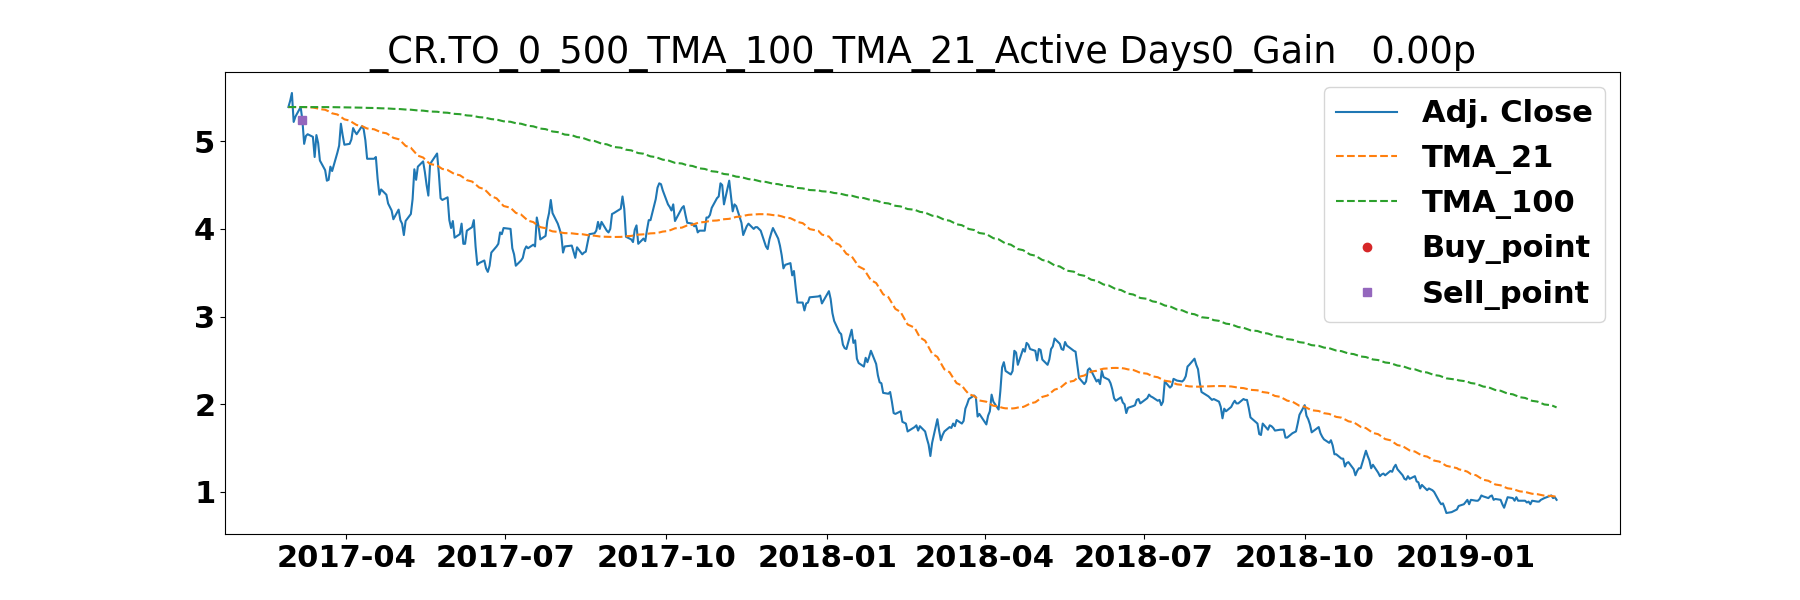 _CR.TO_0_500_TMA_100_TMA_21_Active Days0_Gain   0.00p
Adj. Close
TMA_21
TMA_100
Buy_point
Sell_point
5
4
3
2
1
2017-04 2017-07 2017-10 2018-01 2018-04 2018-07 2018-10 2019-01